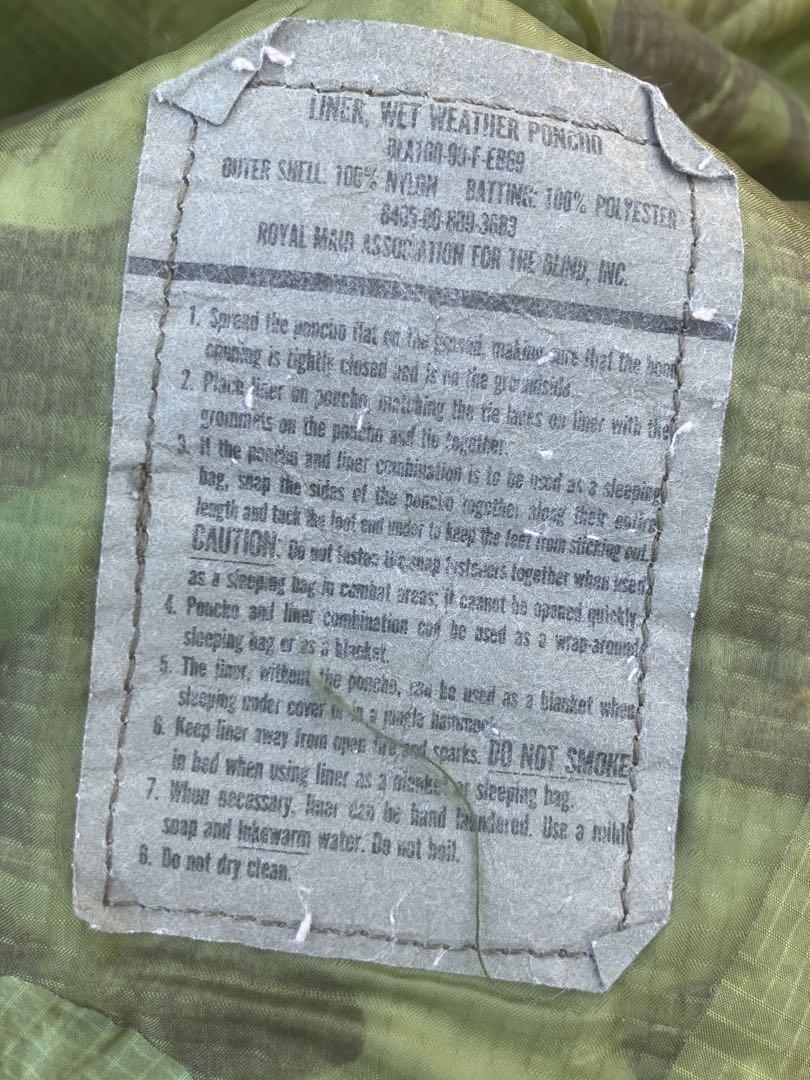 LINER, WET WEATHER PONCHO
DLA100-90-F-EB69
OUTER SHELL: 100% NYLON BATTING: 100% POLYESTER
8405-00-889-3683
ROYAL MAID ASSOCIATION FOR THE BLIND, INC.
1. Spread the poncho flat on the ground, making sure that the hood
opening is tightly closed and is on the groundside.
2. Place liner on poncho, matching the tie laces on liner with the
grommets on the poncho and tie together.
3. If the poncho and liner combination is to be used as a sleeping
bag, snap the sides of the poncho together along their entire
length and tuck the foot end under to keep the feet from sticking out.
CAUTION: Do not fasten the snap fasteners together when used
as a sleeping bag in combat areas; it cannot be opened quickly.
4. Poncho and liner combination can be used as a wrap-around
sleeping bag or as a blanket.
5. The liner, without the poncho, can be used as a blanket when
sleeping under cover or in a jungle hammock.
6. Keep liner away from open fire and sparks. DO NOT SMOKE
in bed when using liner as a blanket or sleeping bag.
7. When necessary, liner can be hand laundered. Use a mild
soap and lukewarm water. Do not boil.
8. Do not dry clean.